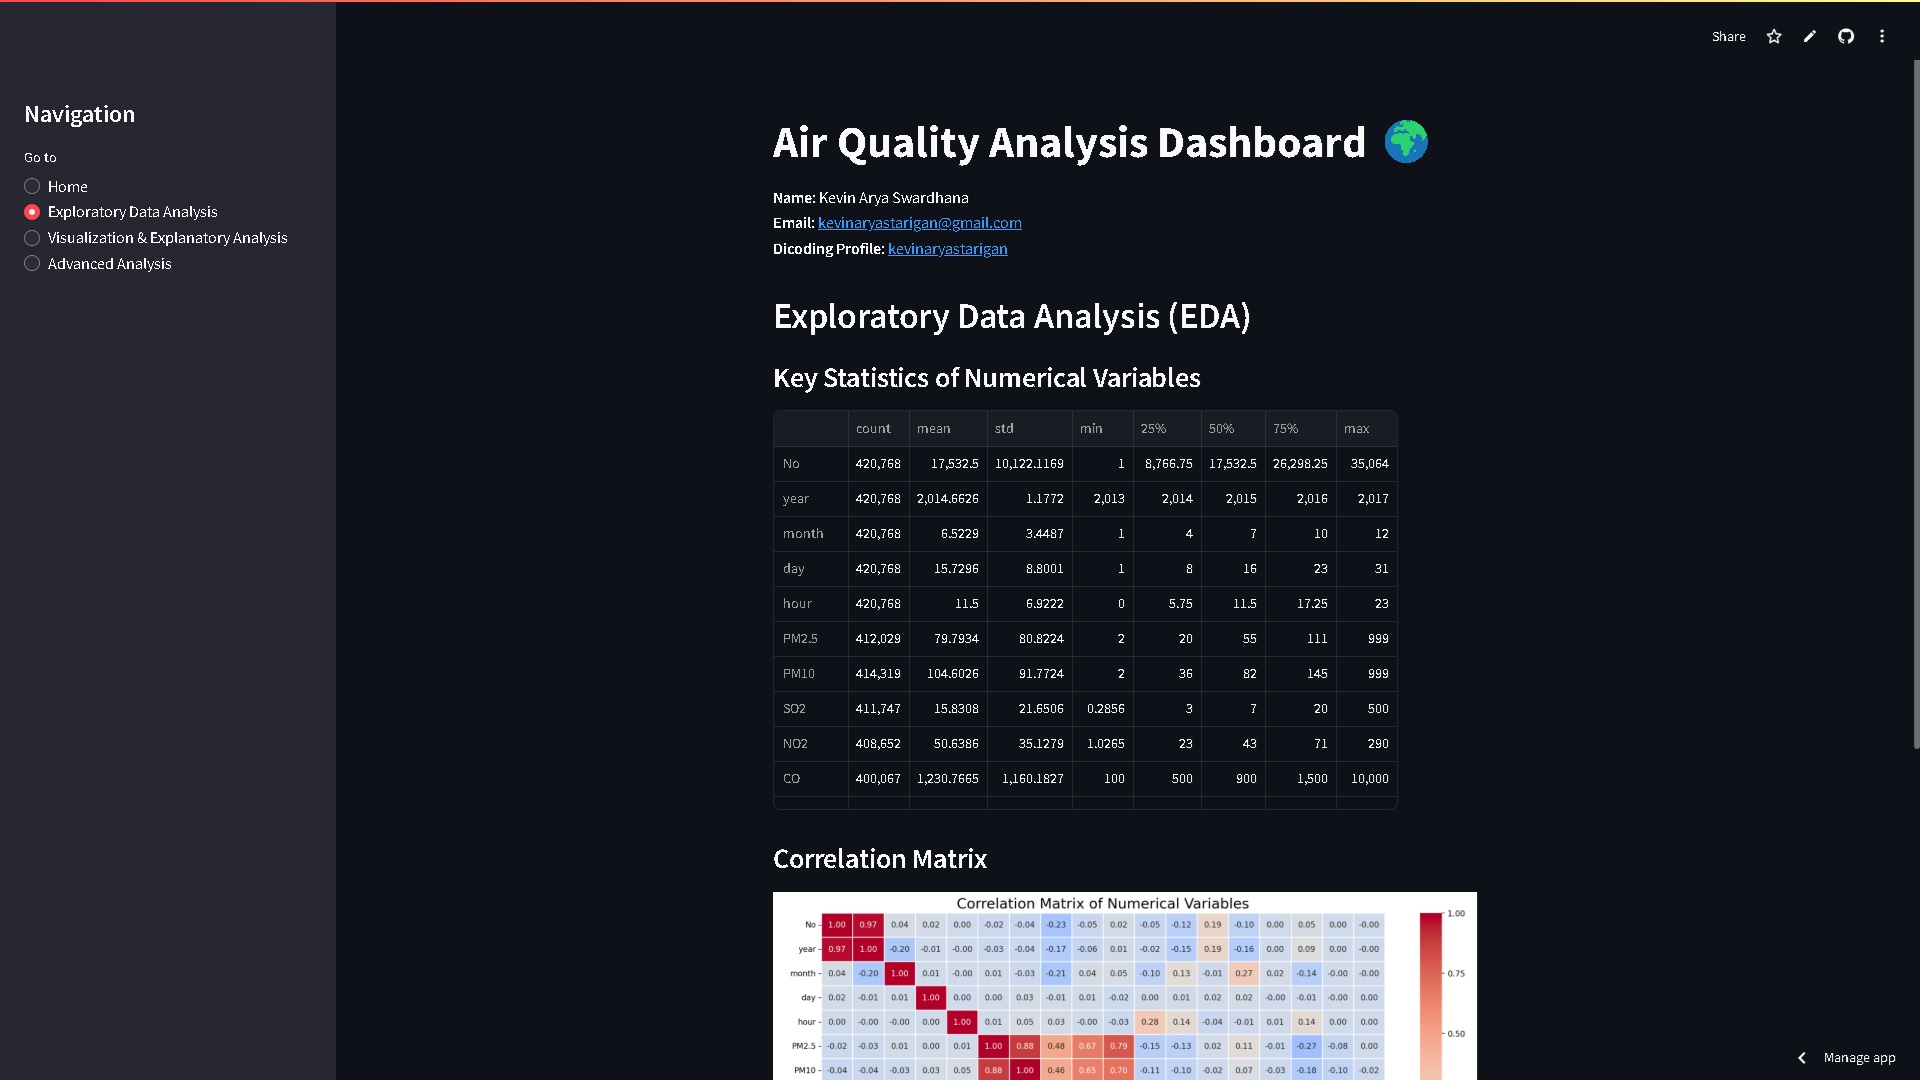 Share
Navigation
Go to
Home
Exploratory Data Analysis
Visualization & Explanatory Analysis
Advanced Analysis
Air Quality Analysis Dashboard
Name: Kevin Arya Swardhana
Email: kevinaryastarigan@gmail.com
Dicoding Profile: kevinaryastarigan
Exploratory Data Analysis (EDA)
Key Statistics of Numerical Variables
count mean std min 25% 50% 75% max
No 420,768 17,532.5 10,122.1169 1 8,766.75 17,532.5 26,298.25 35,064
year 420,768 2,014.6626 1.1772 2,013 2,014 2,015 2,016 2,017
month 420,768 6.5229 3.4487 1 4 7 10 12
day 420,768 15.7296 8.8001 1 8 16 23 31
hour 420,768 11.5 6.9222 0 5.75 11.5 17.25 23
PM2.5 412,029 79.7934 80.8224 2 20 55 111 999
PM10 414,319 104.6026 91.7724 2 36 82 145 999
SO2 411,747 15.8308 21.6506 0.2856 3 7 20 500
NO2 408,652 50.6386 35.1279 1.0265 23 43 71 290
CO 400,067 1,230.7665 1,160.1827 100 500 900 1,500 10,000
Correlation Matrix
Correlation Matrix of Numerical Variables
No 1.00 0.97 0.04 0.02 0.00 -0.02 -0.04 -0.23 -0.05 0.02 -0.05 -0.12 0.19 -0.10 0.00 0.05 0.00 -0.00
year 0.97 1.00 -0.20 -0.01 -0.00 -0.03 -0.04 -0.17 -0.06 0.01 -0.02 -0.15 0.19 -0.16 0.00 0.09 0.00 -0.00
month 0.04 -0.20 1.00 0.01 -0.00 0.01 -0.03 -0.21 0.04 0.05 -0.10 0.13 -0.01 0.27 0.02 -0.14 -0.00 -0.00
day 0.02 -0.01 0.01 1.00 0.00 0.00 0.03 -0.01 0.01 -0.02 0.00 0.01 0.02 0.02 -0.00 -0.01 -0.00 0.00
hour 0.00 -0.00 -0.00 0.00 1.00 0.01 0.05 0.03 -0.00 -0.03 0.28 0.14 -0.04 -0.01 0.01 0.14 0.00 0.00
PM2.5 -0.02 -0.03 0.01 0.00 0.01 1.00 0.88 0.48 0.67 0.79 -0.15 -0.13 0.02 0.11 -0.01 -0.27 -0.08 0.00
PM10 -0.04 -0.04 -0.03 0.03 0.05 0.88 1.00 0.46 0.65 0.70 -0.11 -0.10 -0.02 0.07 -0.03 -0.18 -0.10 -0.02
1.00
0.75
0.50
Manage app